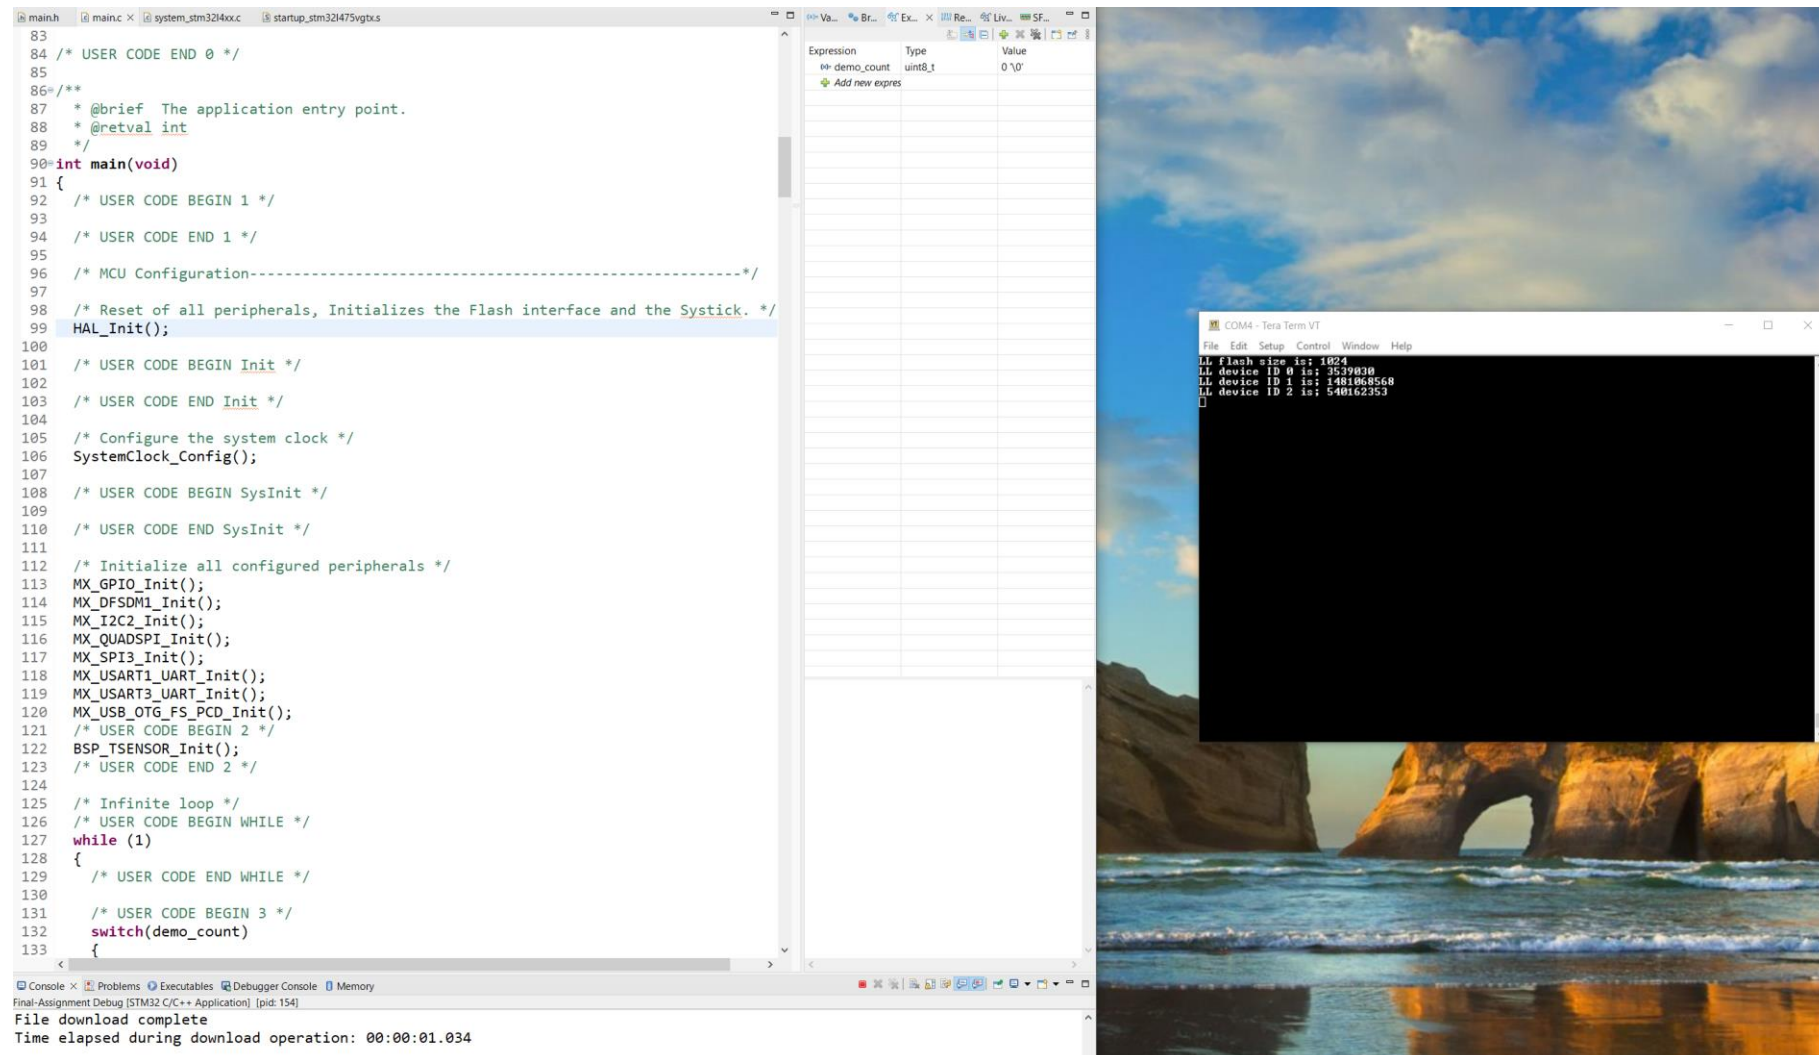 main.h main.c system_stm32l4xx.c startup_stm32l475vgtx.s
83
84 /* USER CODE END 0 */
85
86 /**
87 * @brief The application entry point.
88 * @retval int
89 */
90 int main(void)
91 {
92 /* USER CODE BEGIN 1 */
93
94 /* USER CODE END 1 */
95
96 /* MCU Configuration--------------------------------------------------------*/
97
98 /* Reset of all peripherals, Initializes the Flash interface and the Systick. */
99 HAL_Init();
100
101 /* USER CODE BEGIN Init */
102
103 /* USER CODE END Init */
104
105 /* Configure the system clock */
106 SystemClock_Config();
107
108 /* USER CODE BEGIN SysInit */
109
110 /* USER CODE END SysInit */
111
112 /* Initialize all configured peripherals */
113 MX_GPIO_Init();
114 MX_DFSDM1_Init();
115 MX_I2C2_Init();
116 MX_QUADSPI_Init();
117 MX_SPI3_Init();
118 MX_USART1_UART_Init();
119 MX_USART3_UART_Init();
120 MX_USB_OTG_FS_PCD_Init();
121 /* USER CODE BEGIN 2 */
122 BSP_TSENSOR_Init();
123 /* USER CODE END 2 */
124
125 /* Infinite loop */
126 /* USER CODE BEGIN WHILE */
127 while (1)
128 {
129 /* USER CODE END WHILE */
130
131 /* USER CODE BEGIN 3 */
132 switch(demo_count)
133 {
Va... Br... Ex... Re... Liv... SF...
Expression Type Value
demo_count uint8_t 0 '\0'
Add new expres
COM4 - Tera Term VT
File Edit Setup Control Window Help
LL flash size is; 1024
LL device ID 0 is; 3539030
LL device ID 1 is; 1481068568
LL device ID 2 is; 540162353
Console Problems Executables Debugger Console Memory
Final-Assignment Debug [STM32 C/C++ Application] [pid: 154]
File download complete
Time elapsed during download operation: 00:00:01.034